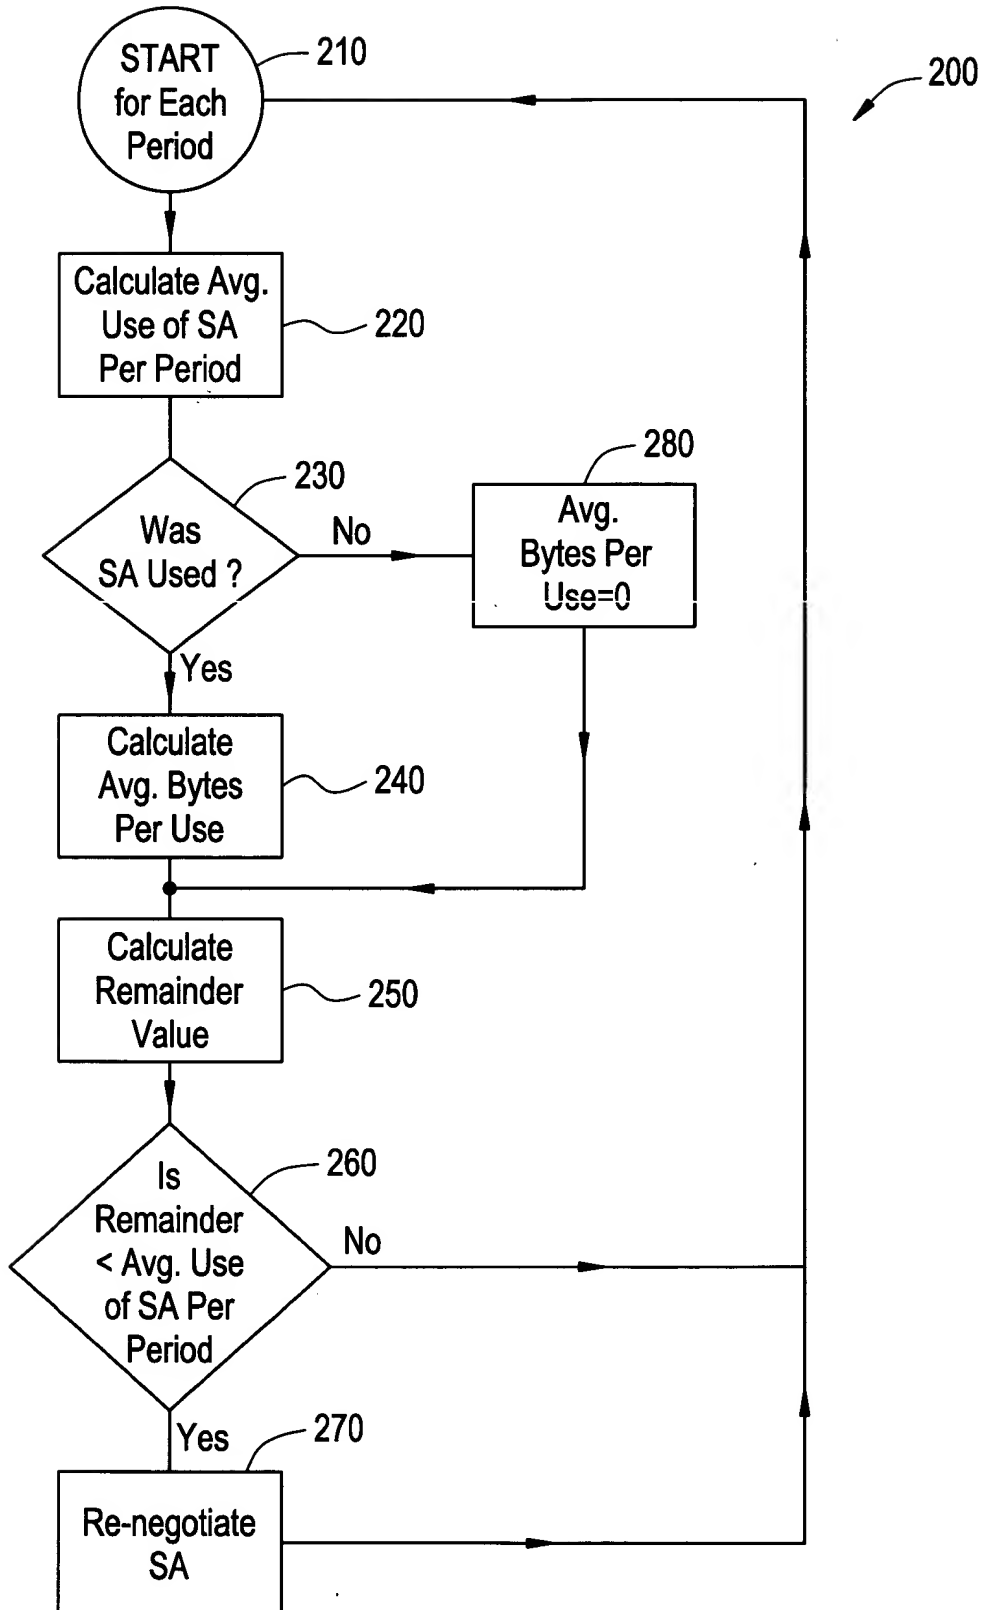 START
for Each
Period
210
200
Calculate Avg.
Use of SA
Per Period
220
Was
SA Used ?
230
No
Avg.
Bytes Per
Use=0
280
Yes
Calculate
Avg. Bytes
Per Use
240
Calculate
Remainder
Value
250
Is
Remainder
< Avg. Use
of SA Per
Period
260
No
Yes
Re-negotiate
SA
270